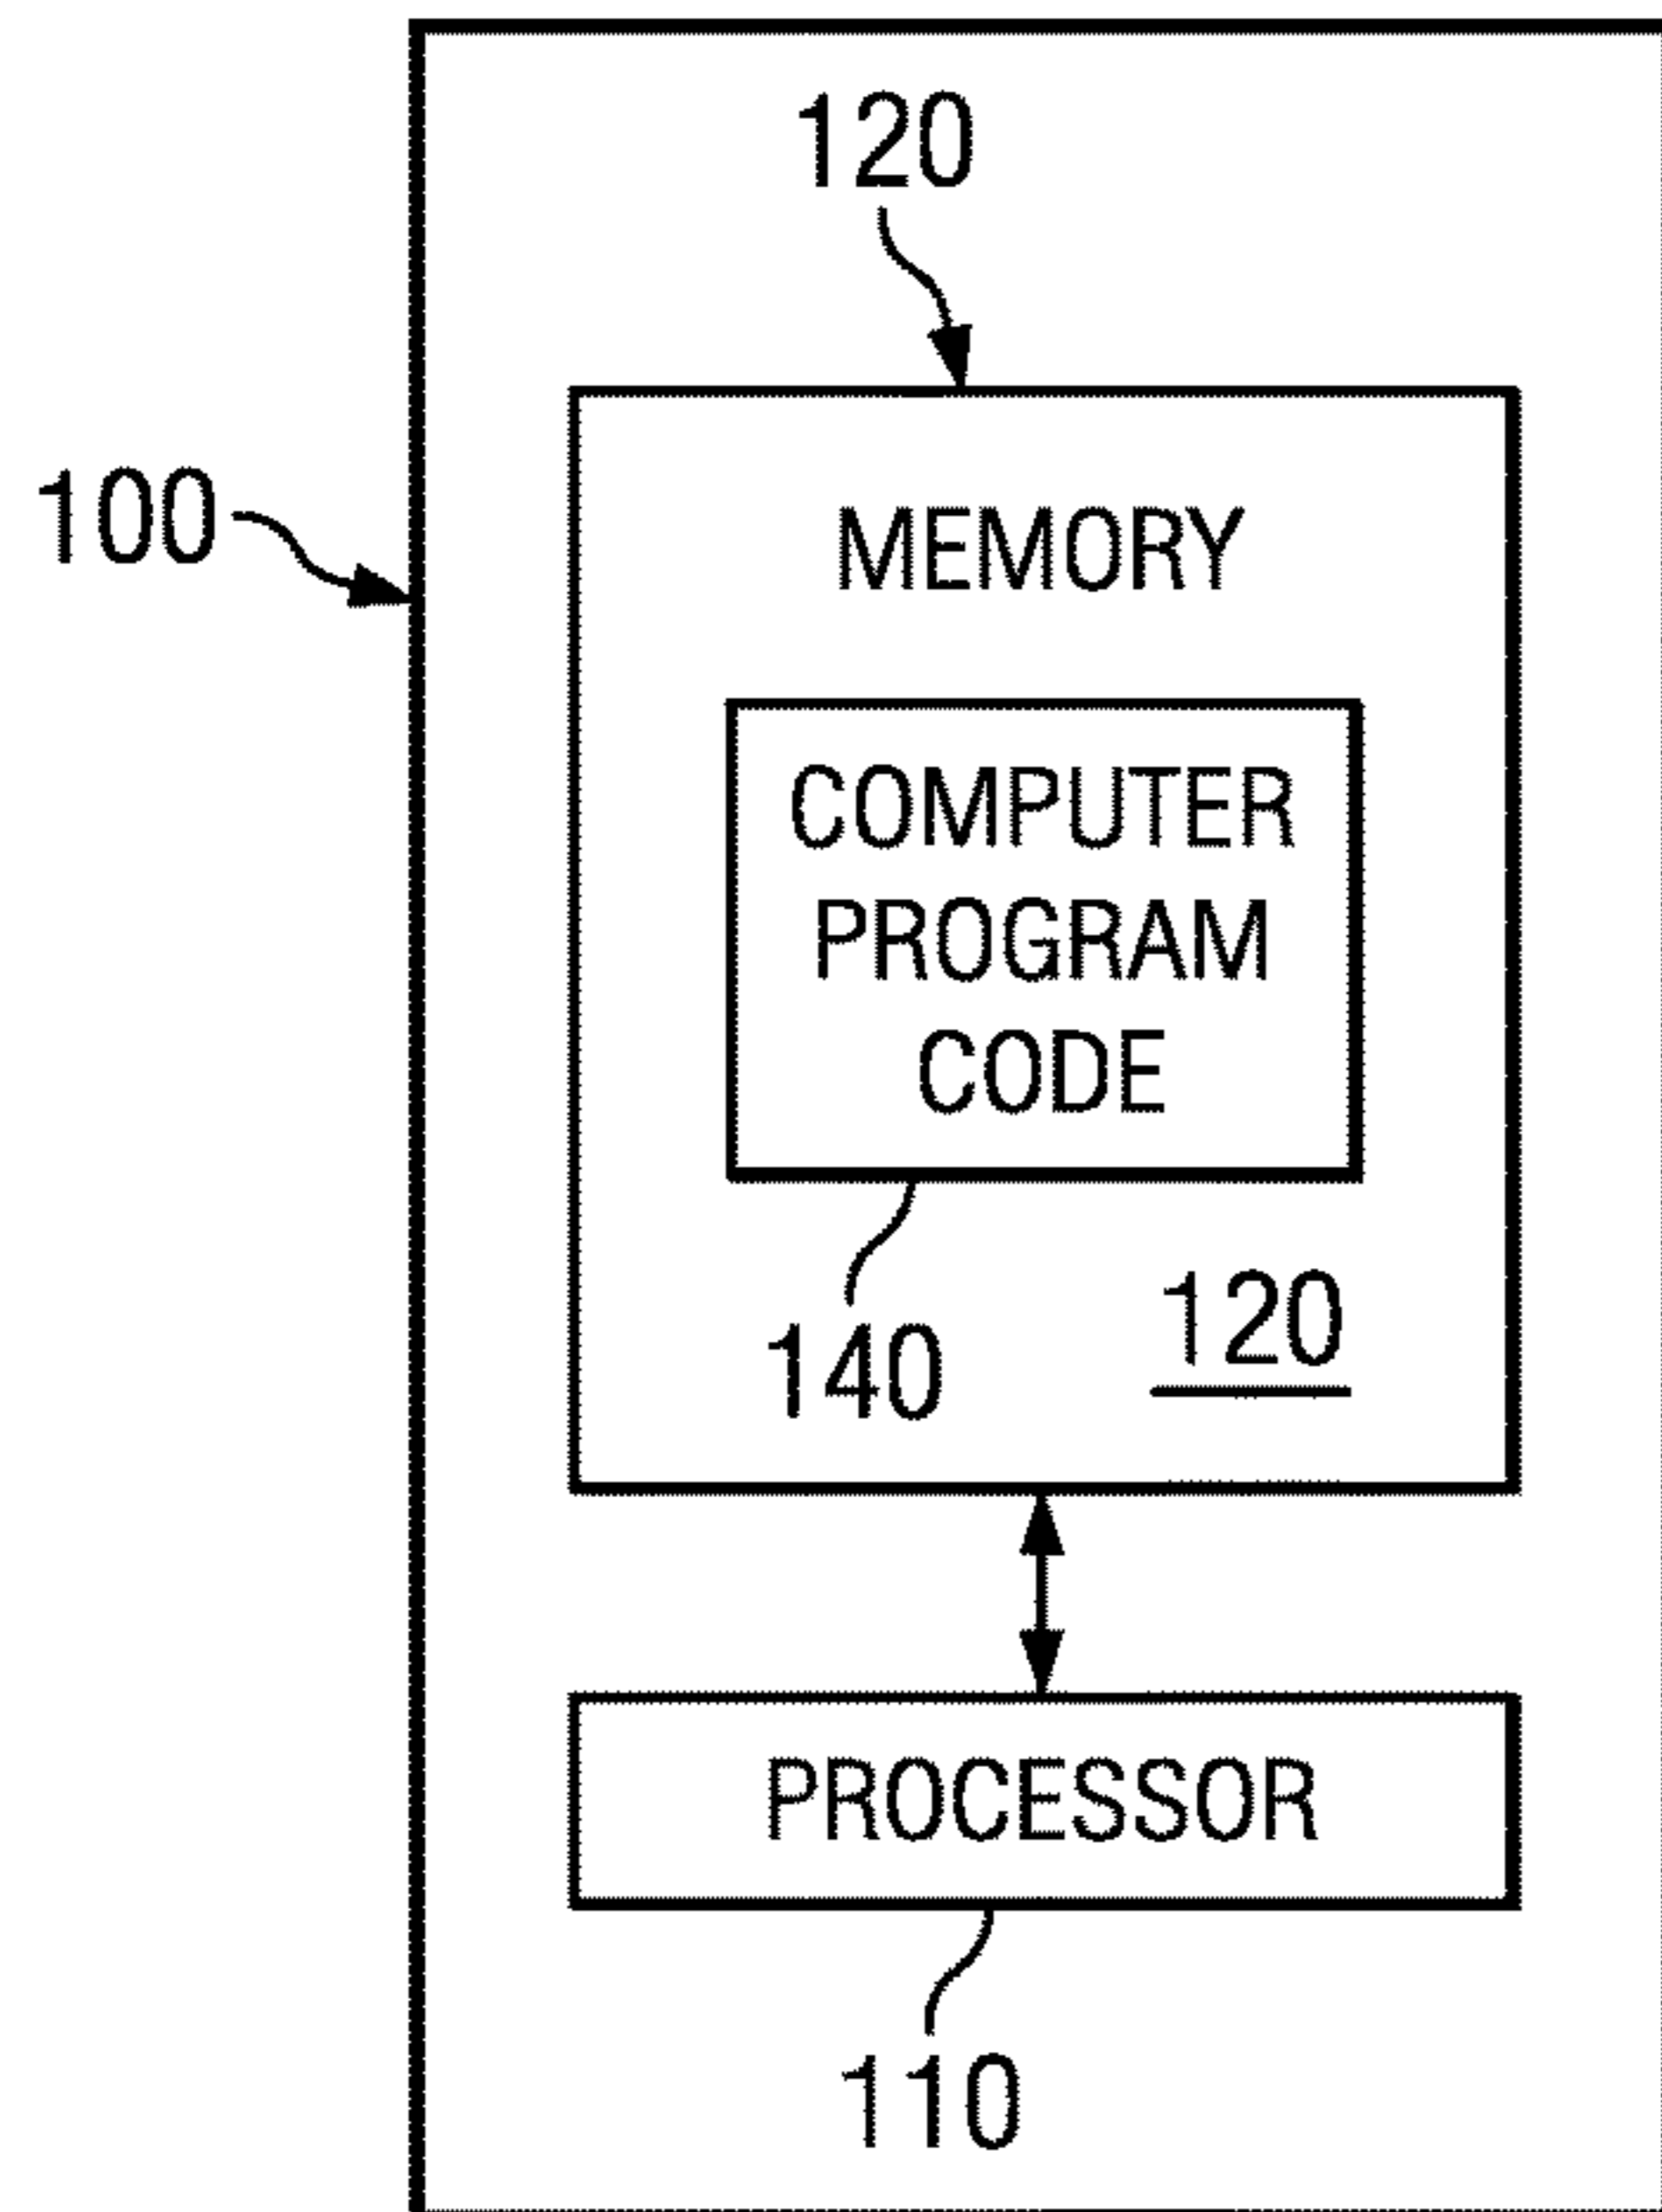 120
100
MEMORY
COMPUTER
PROGRAM
CODE
120
140
PROCESSOR
110